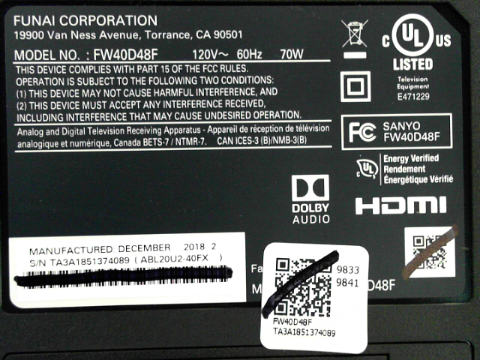 FUNAI CORPORATION
19900 Van Ness Avenue, Torrance, CA 90501
MODEL NO. : FW40D48F 120V~ 60Hz 70W
THIS DEVICE COMPLIES WITH PART 15 OF THE FCC RULES.
OPERATION IS SUBJECT TO THE FOLLOWING TWO CONDITIONS:
(1) THIS DEVICE MAY NOT CAUSE HARMFUL INTERFERENCE, AND
(2) THIS DEVICE MUST ACCEPT ANY INTERFERENCE RECEIVED,
INCLUDING INTERFERENCE THAT MAY CAUSE UNDESIRED OPERATION.
Analog and Digital Television Receiving Apparatus - Appareil de réception de télévision
analogique et numérique, Canada BETS-7 / NTMR-7. CAN ICES-3 (B)/NMB-3(B)
C UL US
LISTED
Television
Equipment
E471229
FC SANYO
FW40D48F
UL
Energy Verified
Rendement
Énergétique Vérifié
DOLBY
AUDIO
HDMI
MANUFACTURED DECEMBER 2018 2
S/N TA3A1851374089 ( ABL20U2-40FX )
9833
9841
FW40D48F
TA3A1851374089
Fa
M
D48F